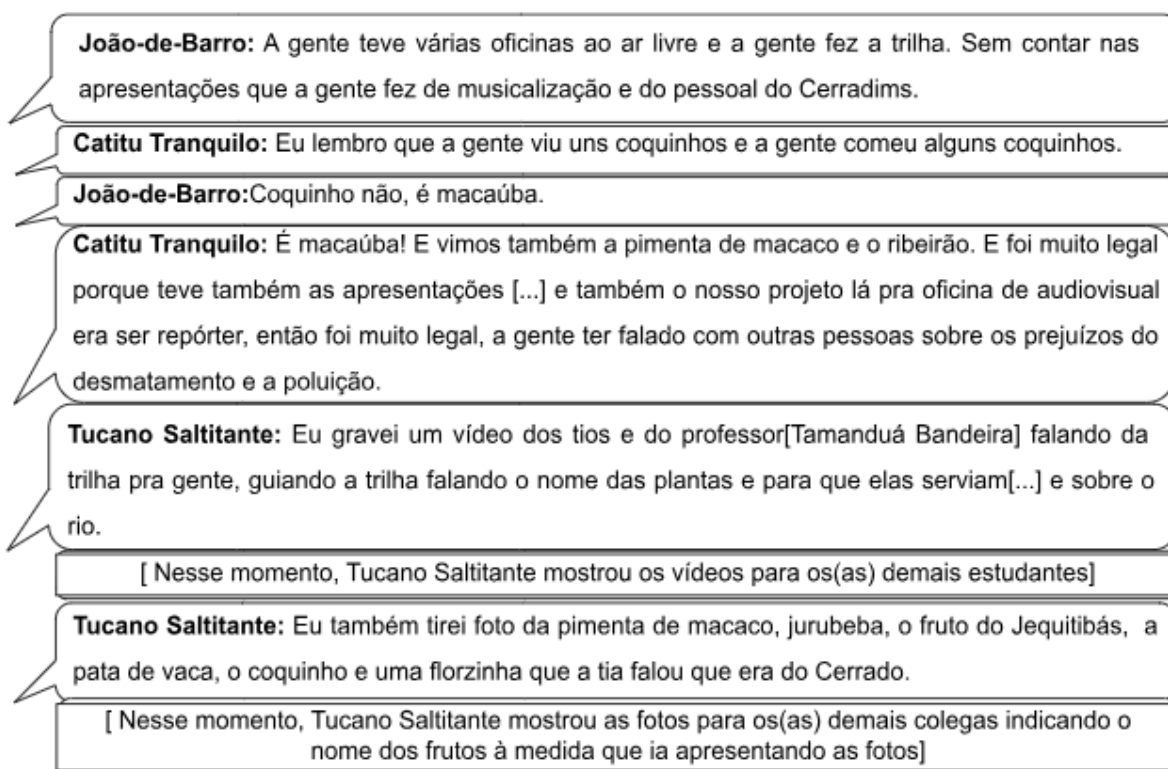 João-de-Barro: A gente teve várias oficinas ao ar livre e a gente fez a trilha. Sem contar nas
apresentações que a gente fez de musicalização e do pessoal do Cerradims.
Catitu Tranquilo: Eu lembro que a gente viu uns coquinhos e a gente comeu alguns coquinhos.
João-de-Barro:Coquinho não, é macaúba.
Catitu Tranquilo: É macaúba! E vimos também a pimenta de macaco e o ribeirão. E foi muito legal
porque teve também as apresentações [...] e também o nosso projeto lá pra oficina de audiovisual
era ser repórter, então foi muito legal, a gente ter falado com outras pessoas sobre os prejuízos do
desmatamento e a poluição.
Tucano Saltitante: Eu gravei um vídeo dos tios e do professor[Tamanduá Bandeira] falando da
trilha pra gente, guiando a trilha falando o nome das plantas e para que elas serviam[...] e sobre o
rio.
[ Nesse momento, Tucano Saltitante mostrou os vídeos para os(as) demais estudantes]
Tucano Saltitante: Eu também tirei foto da pimenta de macaco, jurubeba, o fruto do Jequitibás, a
pata de vaca, o coquinho e uma florzinha que a tia falou que era do Cerrado.
[ Nesse momento, Tucano Saltitante mostrou as fotos para os(as) demais colegas indicando o
nome dos frutos à medida que ia apresentando as fotos]